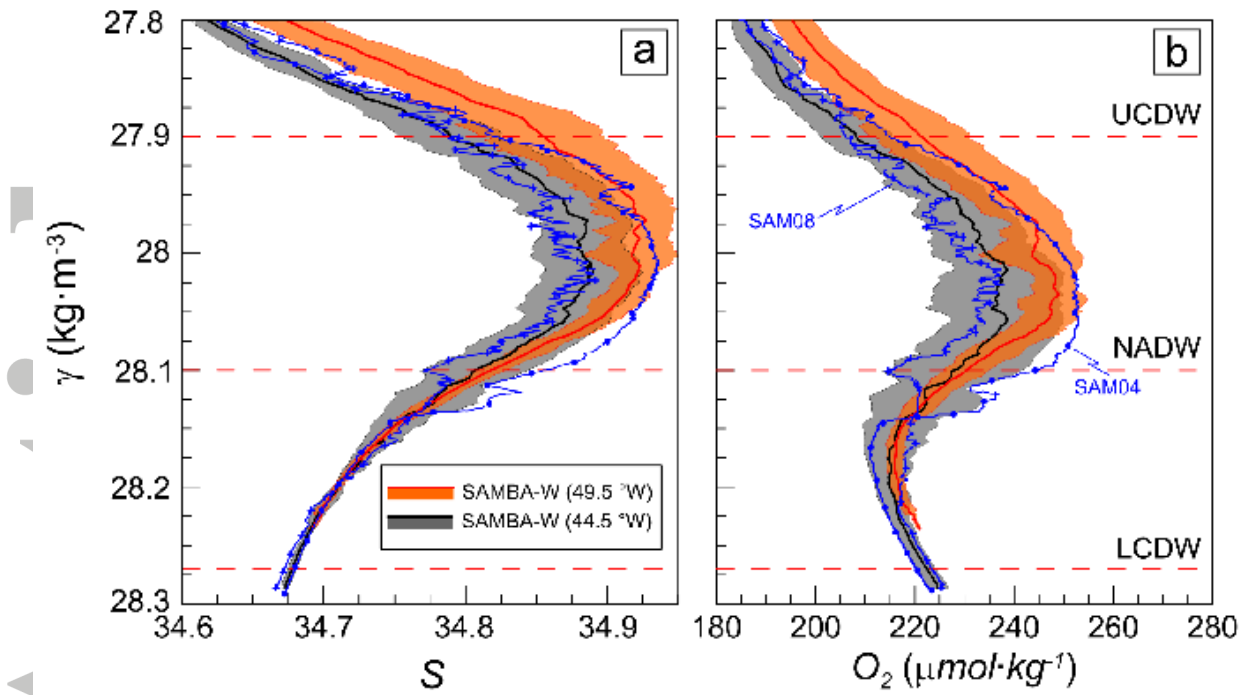 27.8
27.9
28
28.1
28.2
28.3
γ (kg·m⁻³)
a
SAMBA-W (49.5 °W)
SAMBA-W (44.5 °W)
34.6 34.7 34.8 34.9
S
b
UCDW
SAM08
NADW
SAM04
LCDW
180 200 220 240 260 280
O₂ (μmol·kg⁻¹)